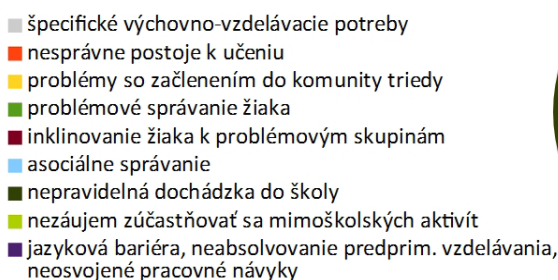 špecifické výchovno-vzdelávacie potreby
nesprávne postoje k učeniu
problémy so začlenením do komunity triedy
problémové správanie žiaka
inklinovanie žiaka k problémovým skupinám
asociálne správanie
nepravidelná dochádzka do školy
nezáujem zúčastňovať sa mimoškolských aktivít
jazyková bariéra, neabsolvovanie predprim. vzdelávania,
neosvojené pracovné návyky